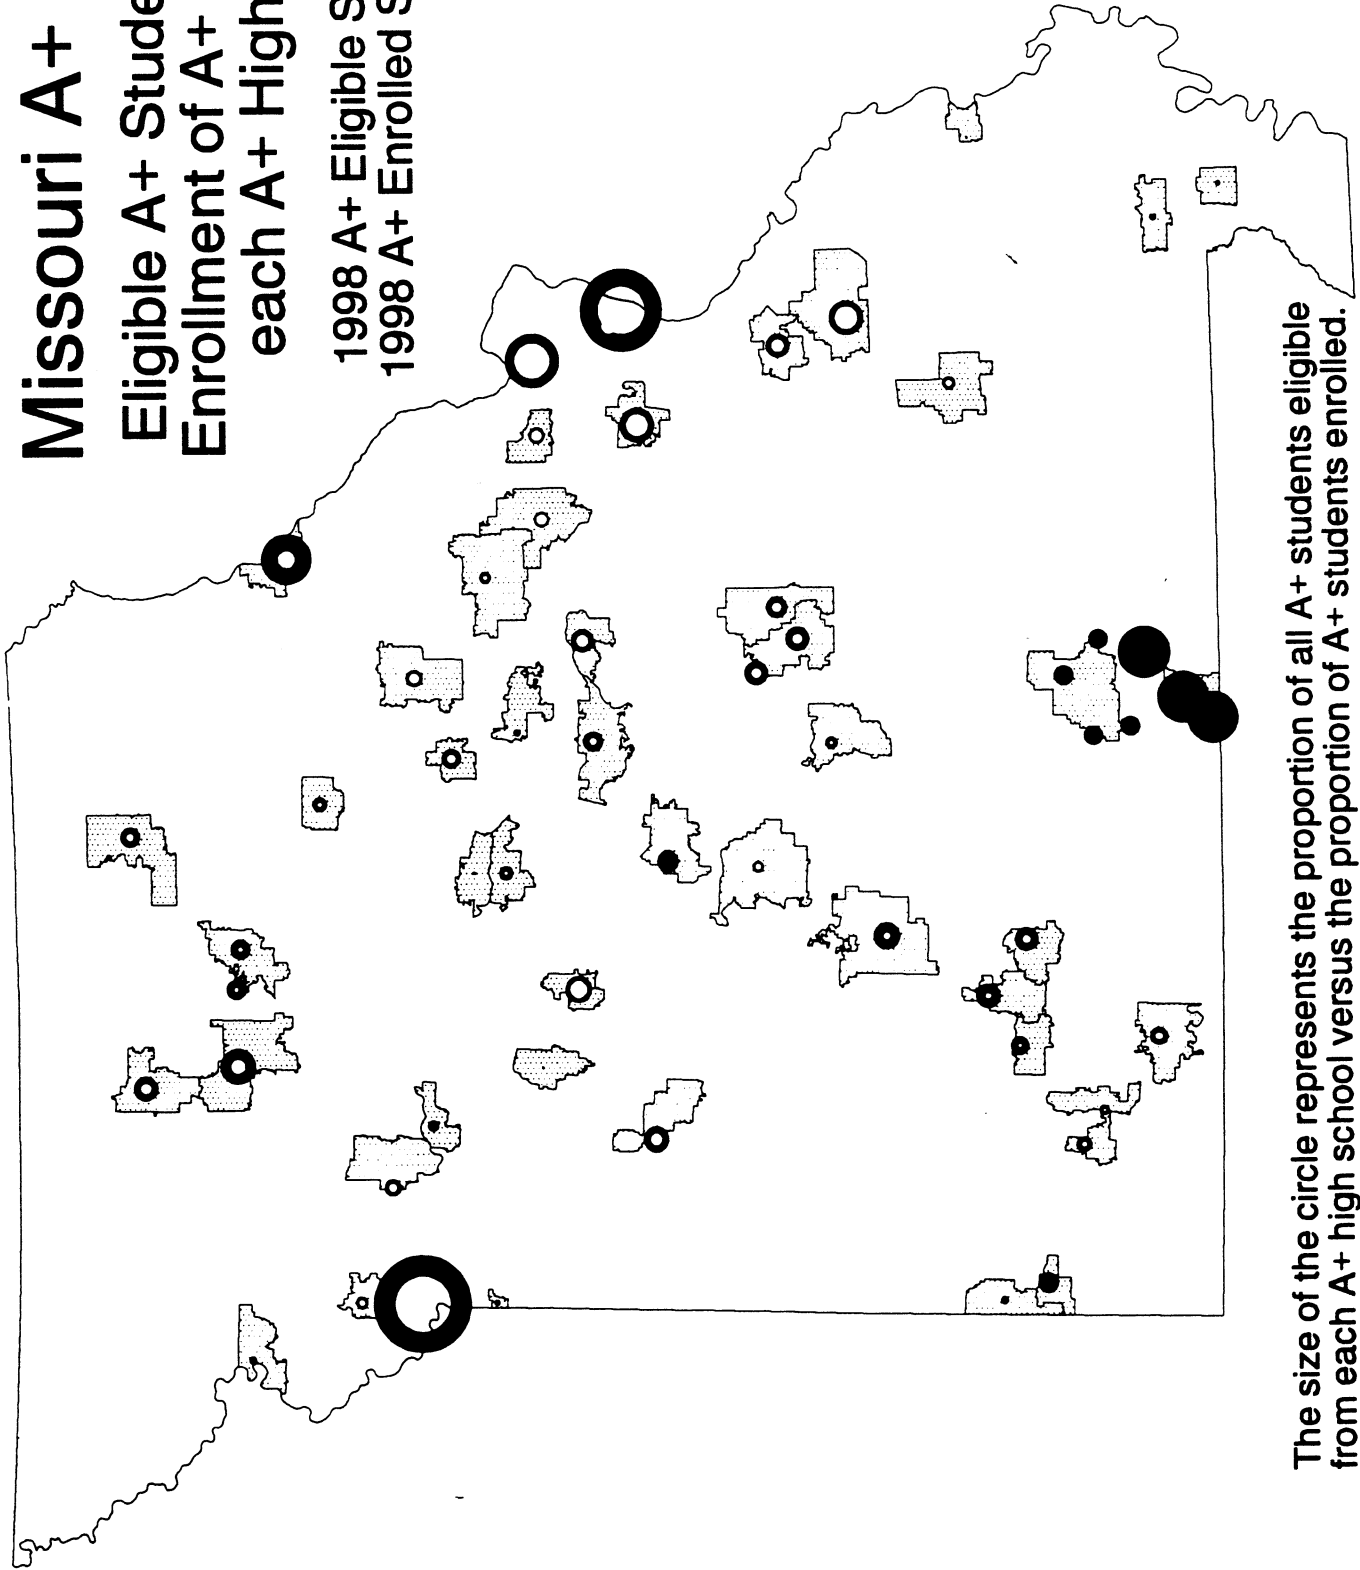 Missouri A+
Eligible A+
Enrollment of A+
each A+ High
1998 A+ Eligible
1998 A+ Enrolled
The size of the circle represents the proportion of all A+ students eligible
from each A+ high school versus the proportion of A+ students enrolled.